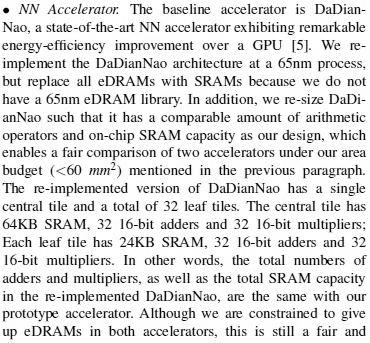 • NN Accelerator. The baseline accelerator is DaDian-
Nao, a state-of-the-art NN accelerator exhibiting remarkable
energy-efficiency improvement over a GPU [5]. We re-
implement the DaDianNao architecture at a 65nm process,
but replace all eDRAMs with SRAMs because we do not
have a 65nm eDRAM library. In addition, we re-size DaDi-
anNao such that it has a comparable amount of arithmetic
operators and on-chip SRAM capacity as our design, which
enables a fair comparison of two accelerators under our area
budget (<60 mm²) mentioned in the previous paragraph.
The re-implemented version of DaDianNao has a single
central tile and a total of 32 leaf tiles. The central tile has
64KB SRAM, 32 16-bit adders and 32 16-bit multipliers;
Each leaf tile has 24KB SRAM, 32 16-bit adders and 32
16-bit multipliers. In other words, the total numbers of
adders and multipliers, as well as the total SRAM capacity
in the re-implemented DaDianNao, are the same with our
prototype accelerator. Although we are constrained to give
up eDRAMs in both accelerators, this is still a fair and